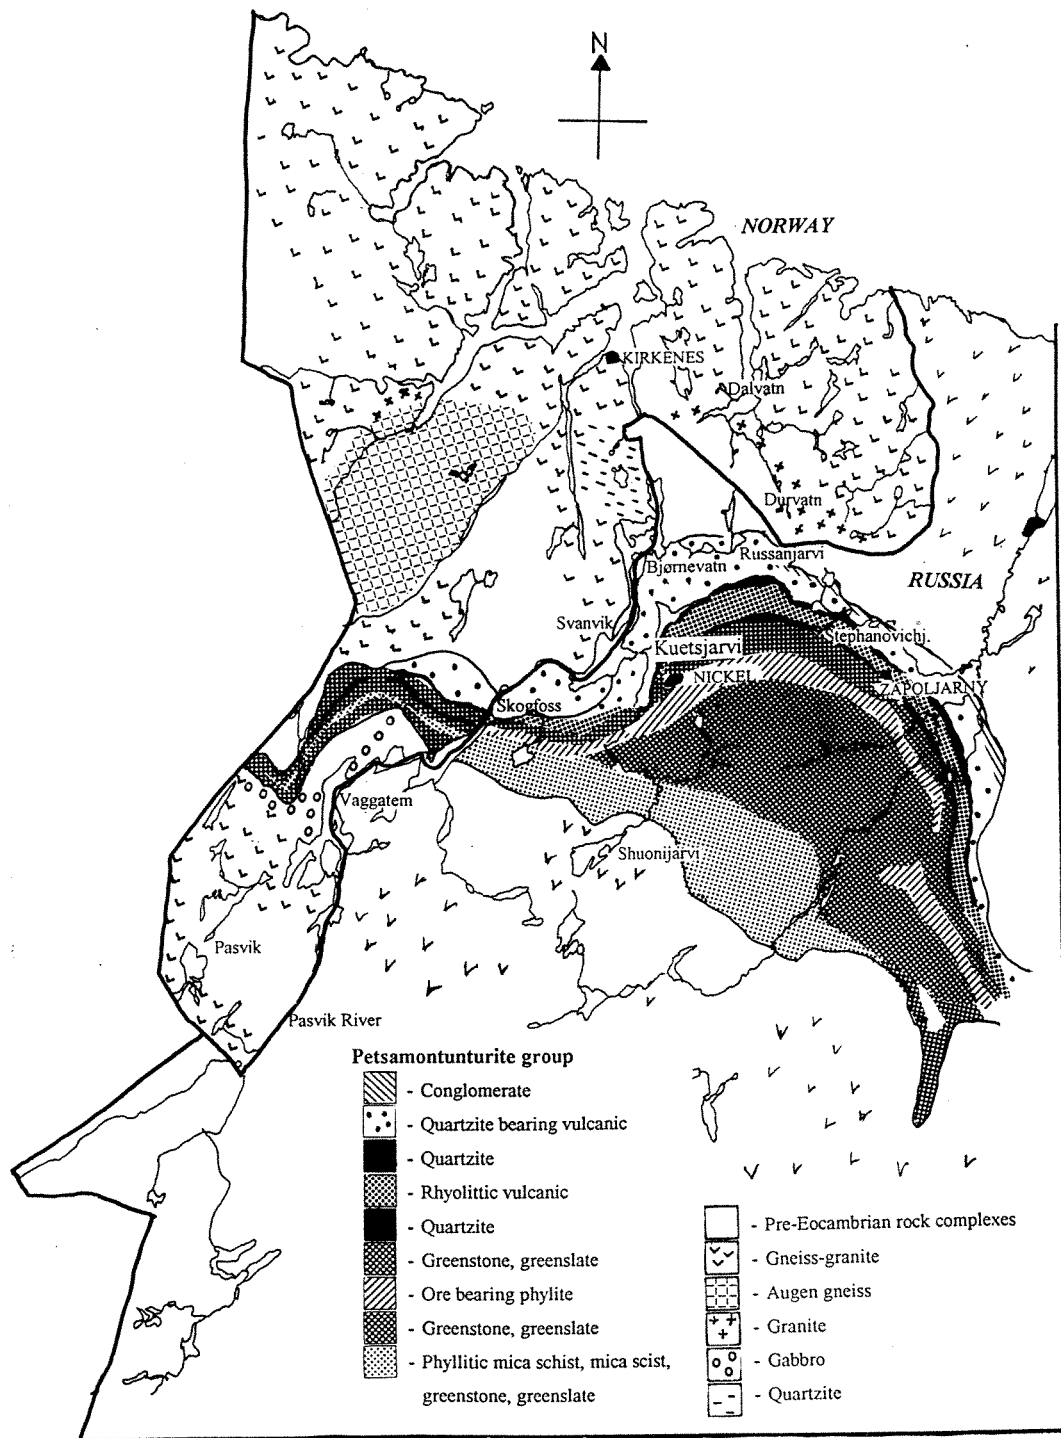 N
NORWAY
KIRKENES
Dalvatn
Durvatn
Russanjarvi
Bjørnevatn
RUSSIA
Svanvik
Stephanovichj.
Kuetsjarvi
NICKEL
ZAPOLJARNY
Skogfoss
Vaggatem
Shuonijarvi
Pasvik
Pasvik River
Petsamontunturite group
- Conglomerate
- Quartzite bearing vulcanic
- Quartzite
- Rhyolittic vulcanic
- Quartzite
- Greenstone, greenslate
- Ore bearing phylite
- Greenstone, greenslate
- Phyllitic mica schist, mica scist,
greenstone, greenslate
- Pre-Eocambrian rock complexes
- Gneiss-granite
- Augen gneiss
- Granite
- Gabbro
- Quartzite